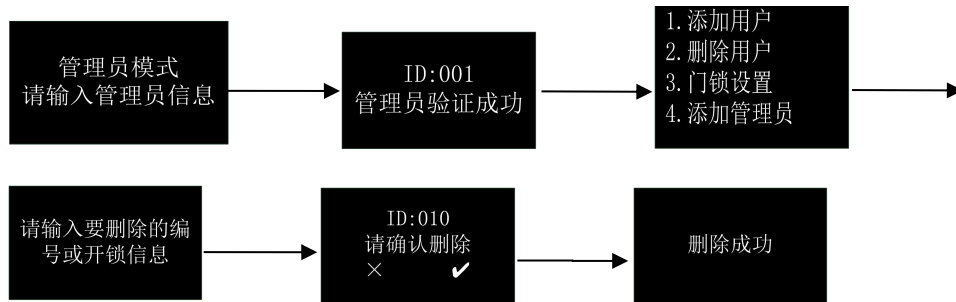 管理员模式
请输入管理员信息
ID:001
管理员验证成功
1.添加用户
2.删除用户
3.门锁设置
4.添加管理员
请输入要删除的编
号或开锁信息
ID:010
请确认删除
× ✔
删除成功